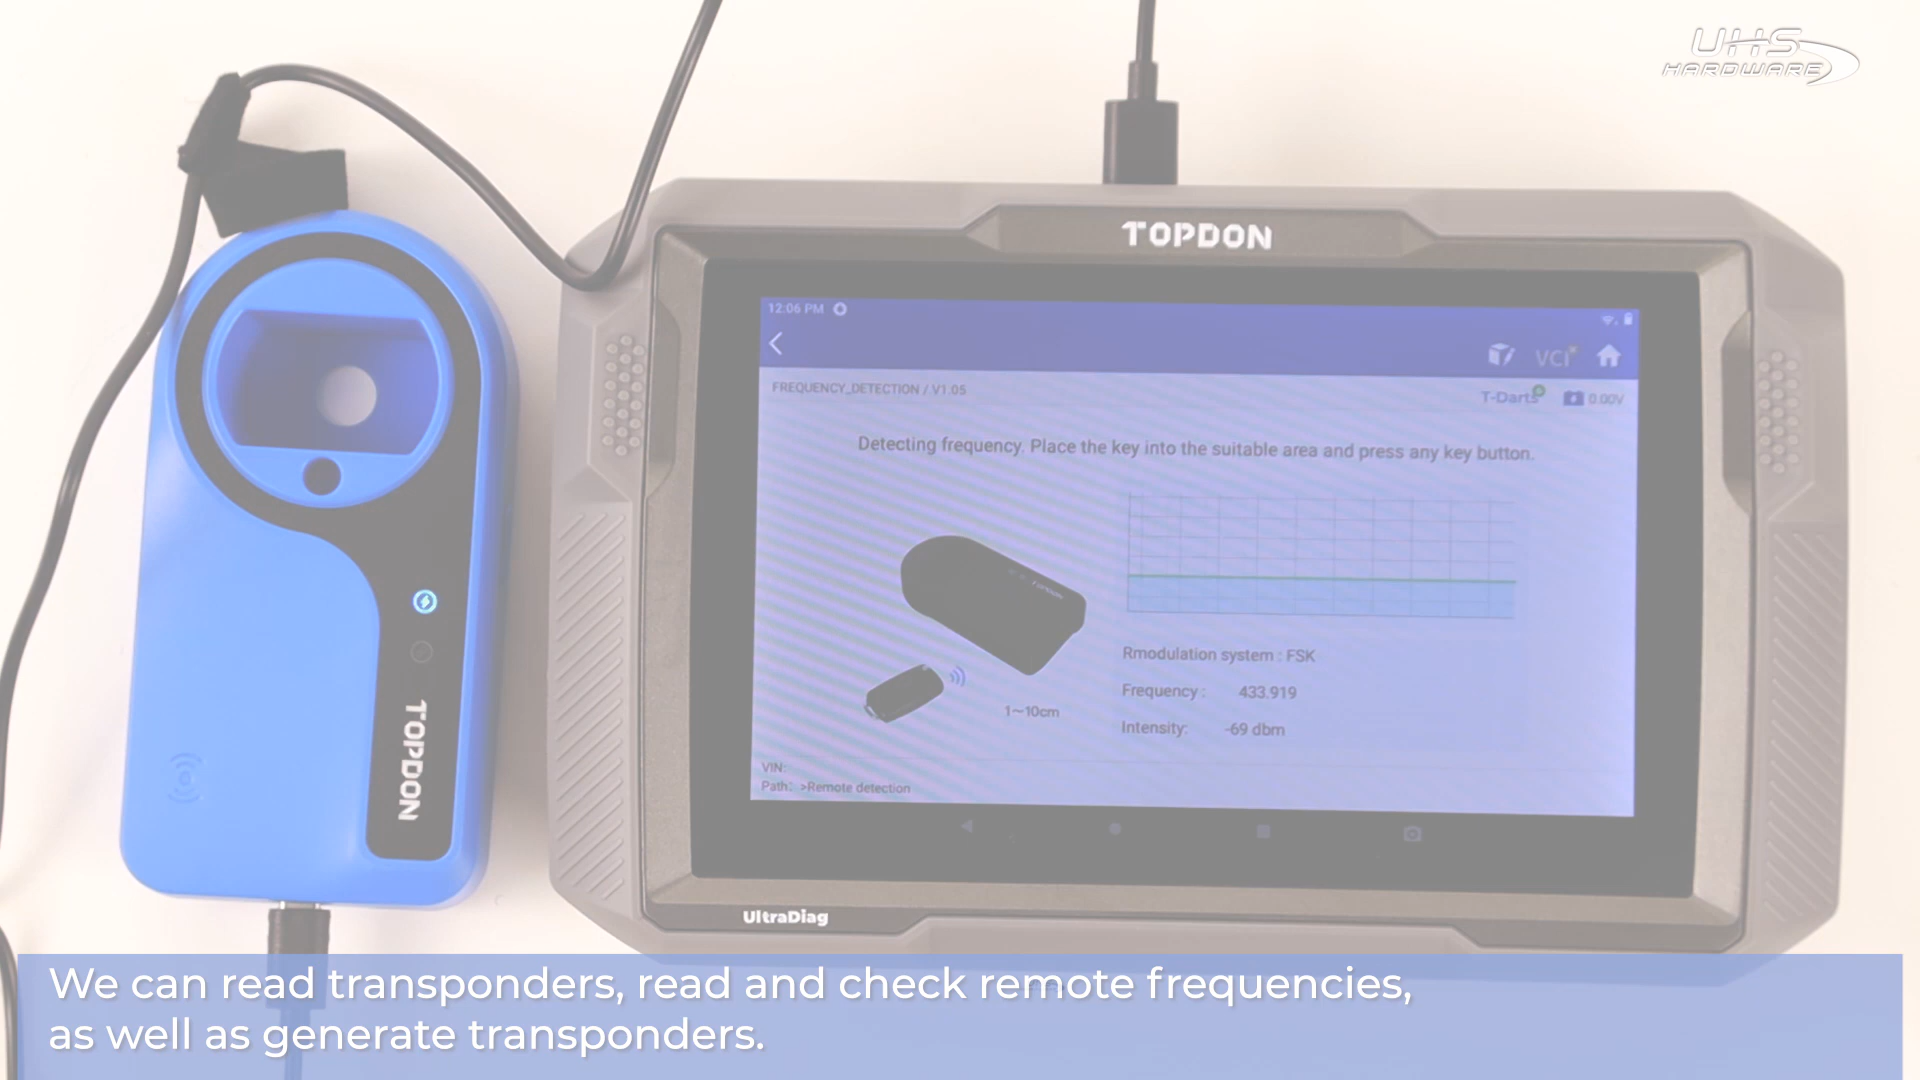 UHS
HARDWARE
TOPDON
12:06 PM
VCI
FREQUENCY_DETECTION / V1.05
T-Darts
0.00V
Detecting frequency. Place the key into the suitable area and press any key button.
TOPDON
1~10cm
Rmodulation system : FSK
Frequency : 433.919
Intensity: -69 dbm
VIN:
Path: >Remote detection
TOPDON
UltraDiag
We can read transponders, read and check remote frequencies,
as well as generate transponders.